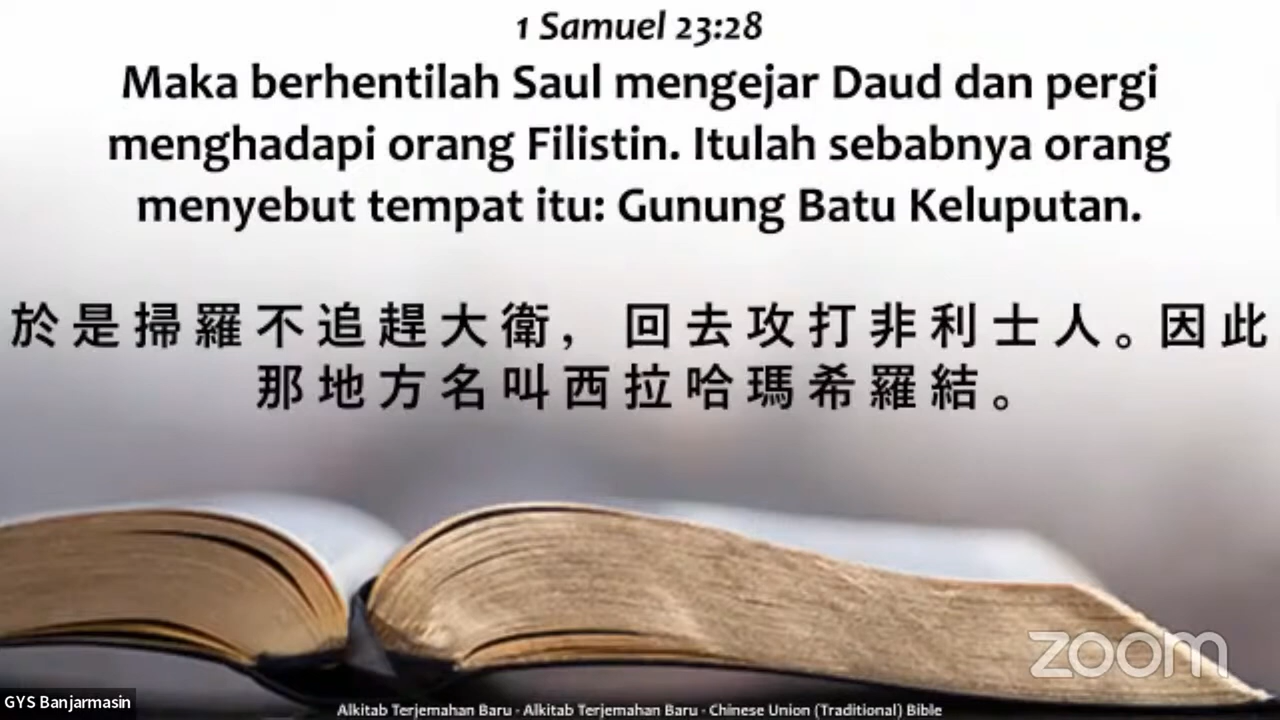 1 Samuel 23:28
Maka berhentilah Saul mengejar Daud dan pergi
menghadapi orang Filistin. Itulah sebabnya orang
menyebut tempat itu: Gunung Batu Keluputan.
於是掃羅不追趕大衛，回去攻打非利士人。因此
那地方名叫西拉哈瑪希羅結。
zoom
GYS Banjarmasin
Alkitab Terjemahan Baru - Alkitab Terjemahan Baru - Chinese Union (Traditional) Bible